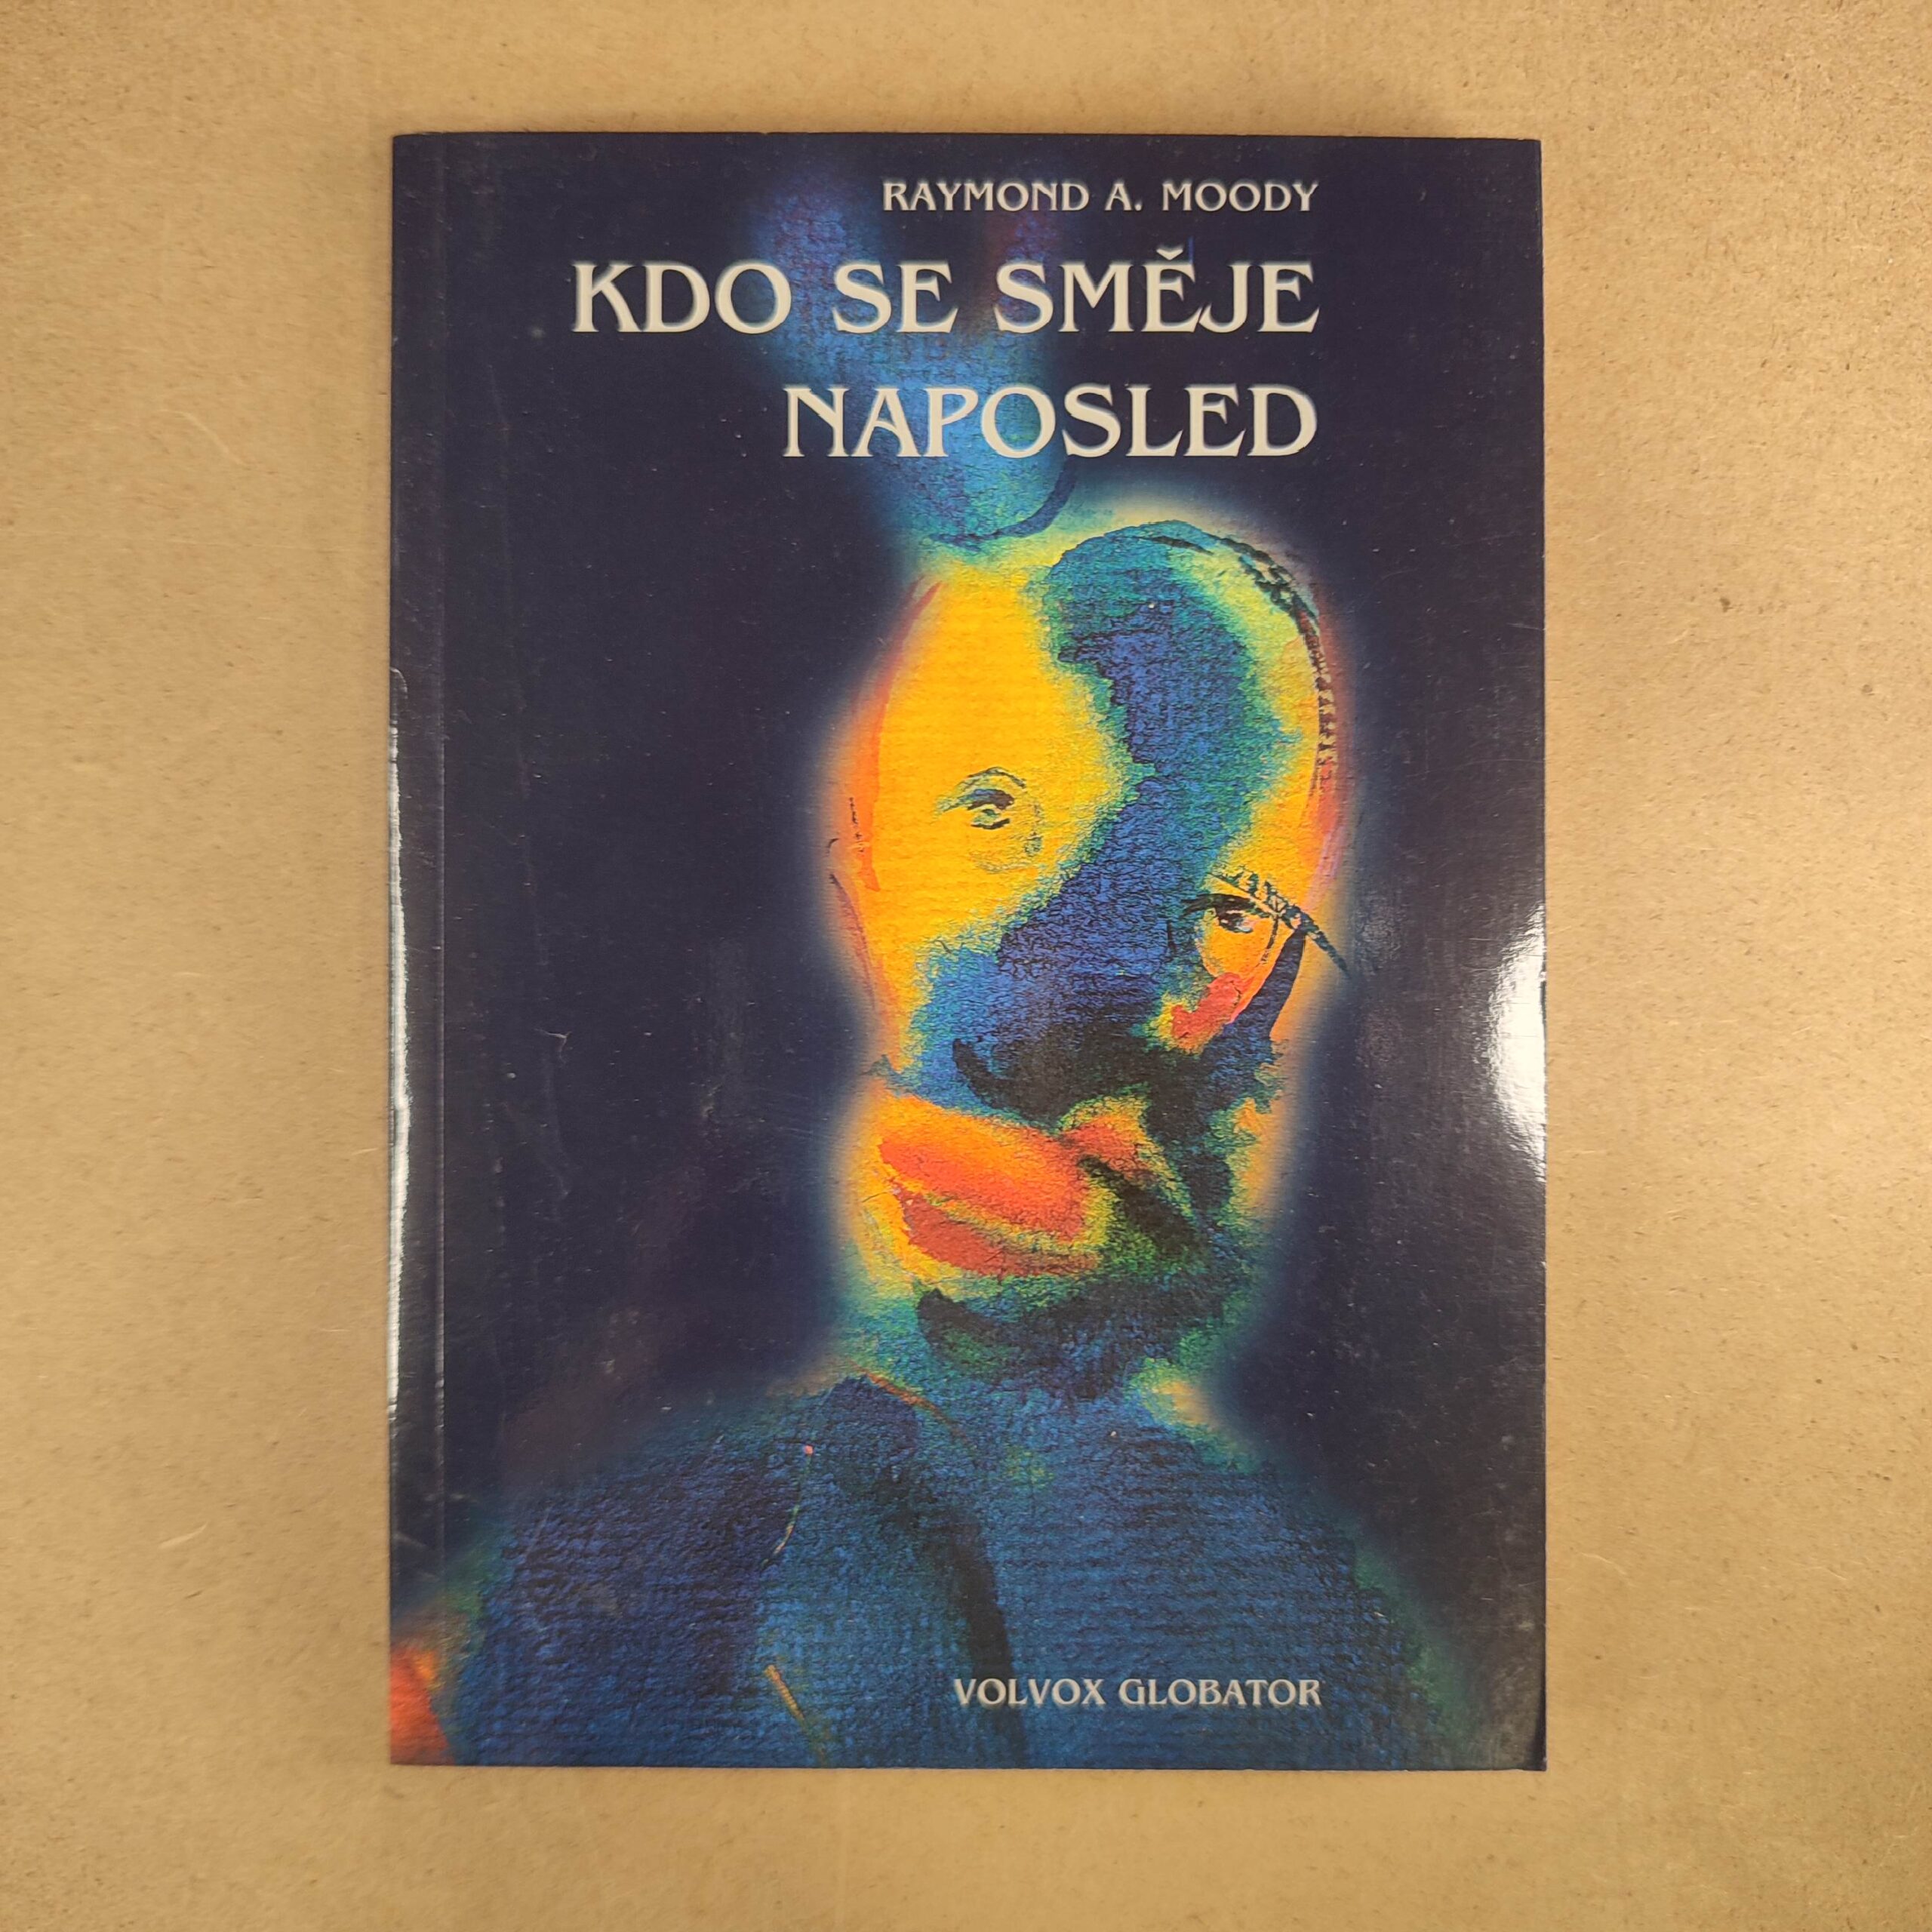 RAYMOND A. MOODY
KDO SE SMĚJE
NAPOSLED
VOLVOX GLOBATOR